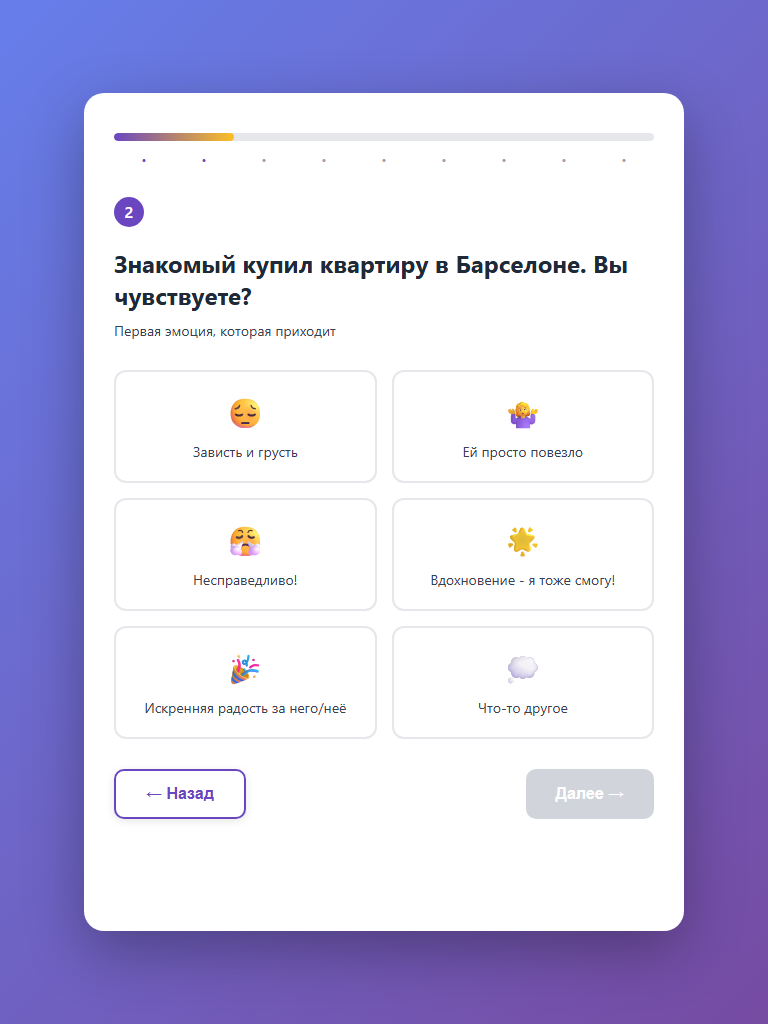 2
Знакомый купил квартиру в Барселоне. Вы
чувствуете?
Первая эмоция, которая приходит
Зависть и грусть
Ей просто повезло
Несправедливо!
Вдохновение - я тоже смогу!
Искренняя радость за него/неё
Что-то другое
← Назад
Далее →